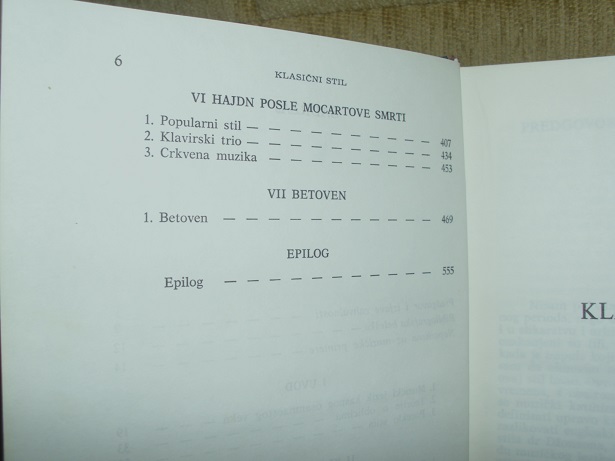 6
KLASIČNI STIL
VI HAJDN POSLE MOCARTOVE SMRTI
1. Popularni stil — — — — — — — — — 407
2. Klavirski trio — — — — — — — — — 434
3. Crkvena muzika — — — — — — — — 453
VII BETOVEN
1. Betoven — — — — — — — — — — 469
EPILOG
Epilog — — — — — — — — — — 555
KL